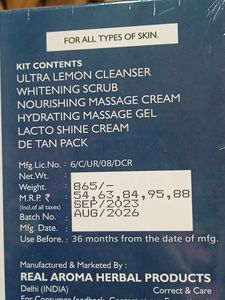 FOR ALL TYPES OF SKIN.
KIT CONTENTS
ULTRA LEMON CLEANSER
WHITENING SCRUB
NOURISHING MASSAGE CREAM
HYDRATING MASSAGE GEL
LACTO SHINE CREAM
DE TAN PACK
Mfg.Lic.No. : 6/C/UR/08/DCR
Net.Wt.
Weight. 865/-
M.R.P. ₹ 54,63,84,95,88
(Incl.of all taxes) SEP/2023
Batch No. AUG/2026
Mfg. Date.
Use Before. : 36 months from the date of mfg.
Manufactured & Marketed By :
REAL AROMA HERBAL PRODUCTS
Delhi (INDIA) Correct & Care